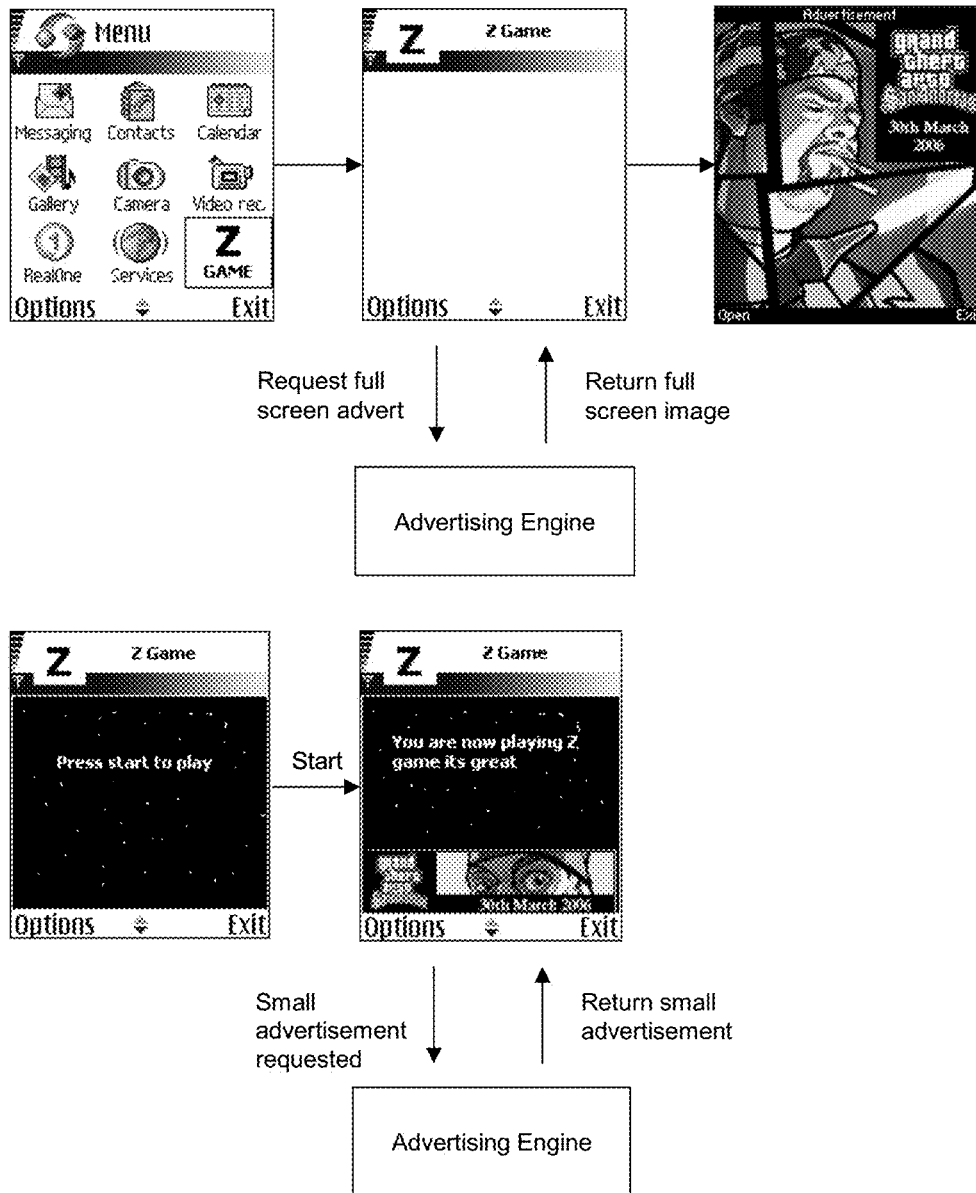 Menu
Messaging Contacts Calendar
Gallery Camera Video rec.
RealOne Services Z GAME
Options Exit
Z Z Game
Options Exit
Advertisement
grand
theft
auto
30th March
2006
Open Exit
Request full
screen advert
Return full
screen image
Advertising Engine
Z Z Game
Press start to play
Options Exit
Start
Z Z Game
You are now playing Z
game its great
30th March 2006
Options Exit
Small
advertisement
requested
Return small
advertisement
Advertising Engine